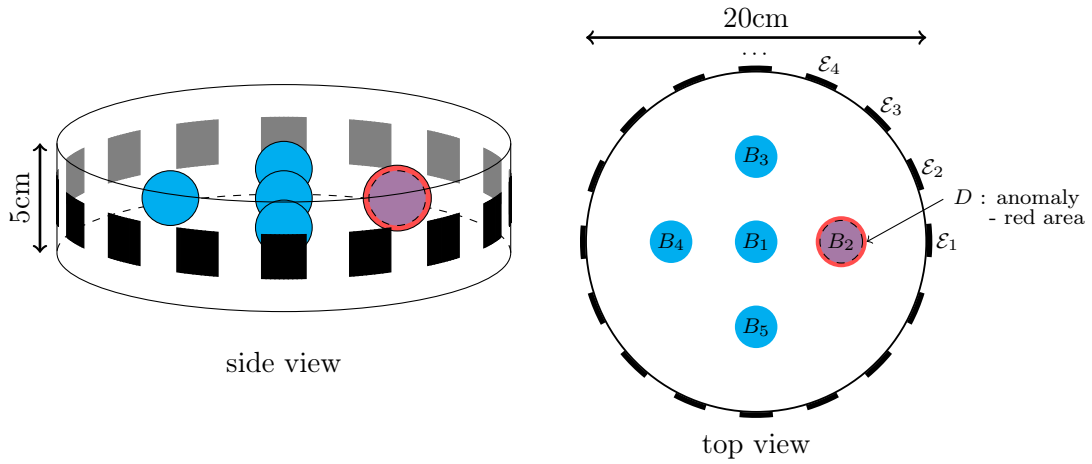 20cm
...
ℰ₄
ℰ₃
ℰ₂
ℰ₁
5cm
B₃
B₄
B₁
B₂
B₅
D : anomaly
- red area
side view
top view